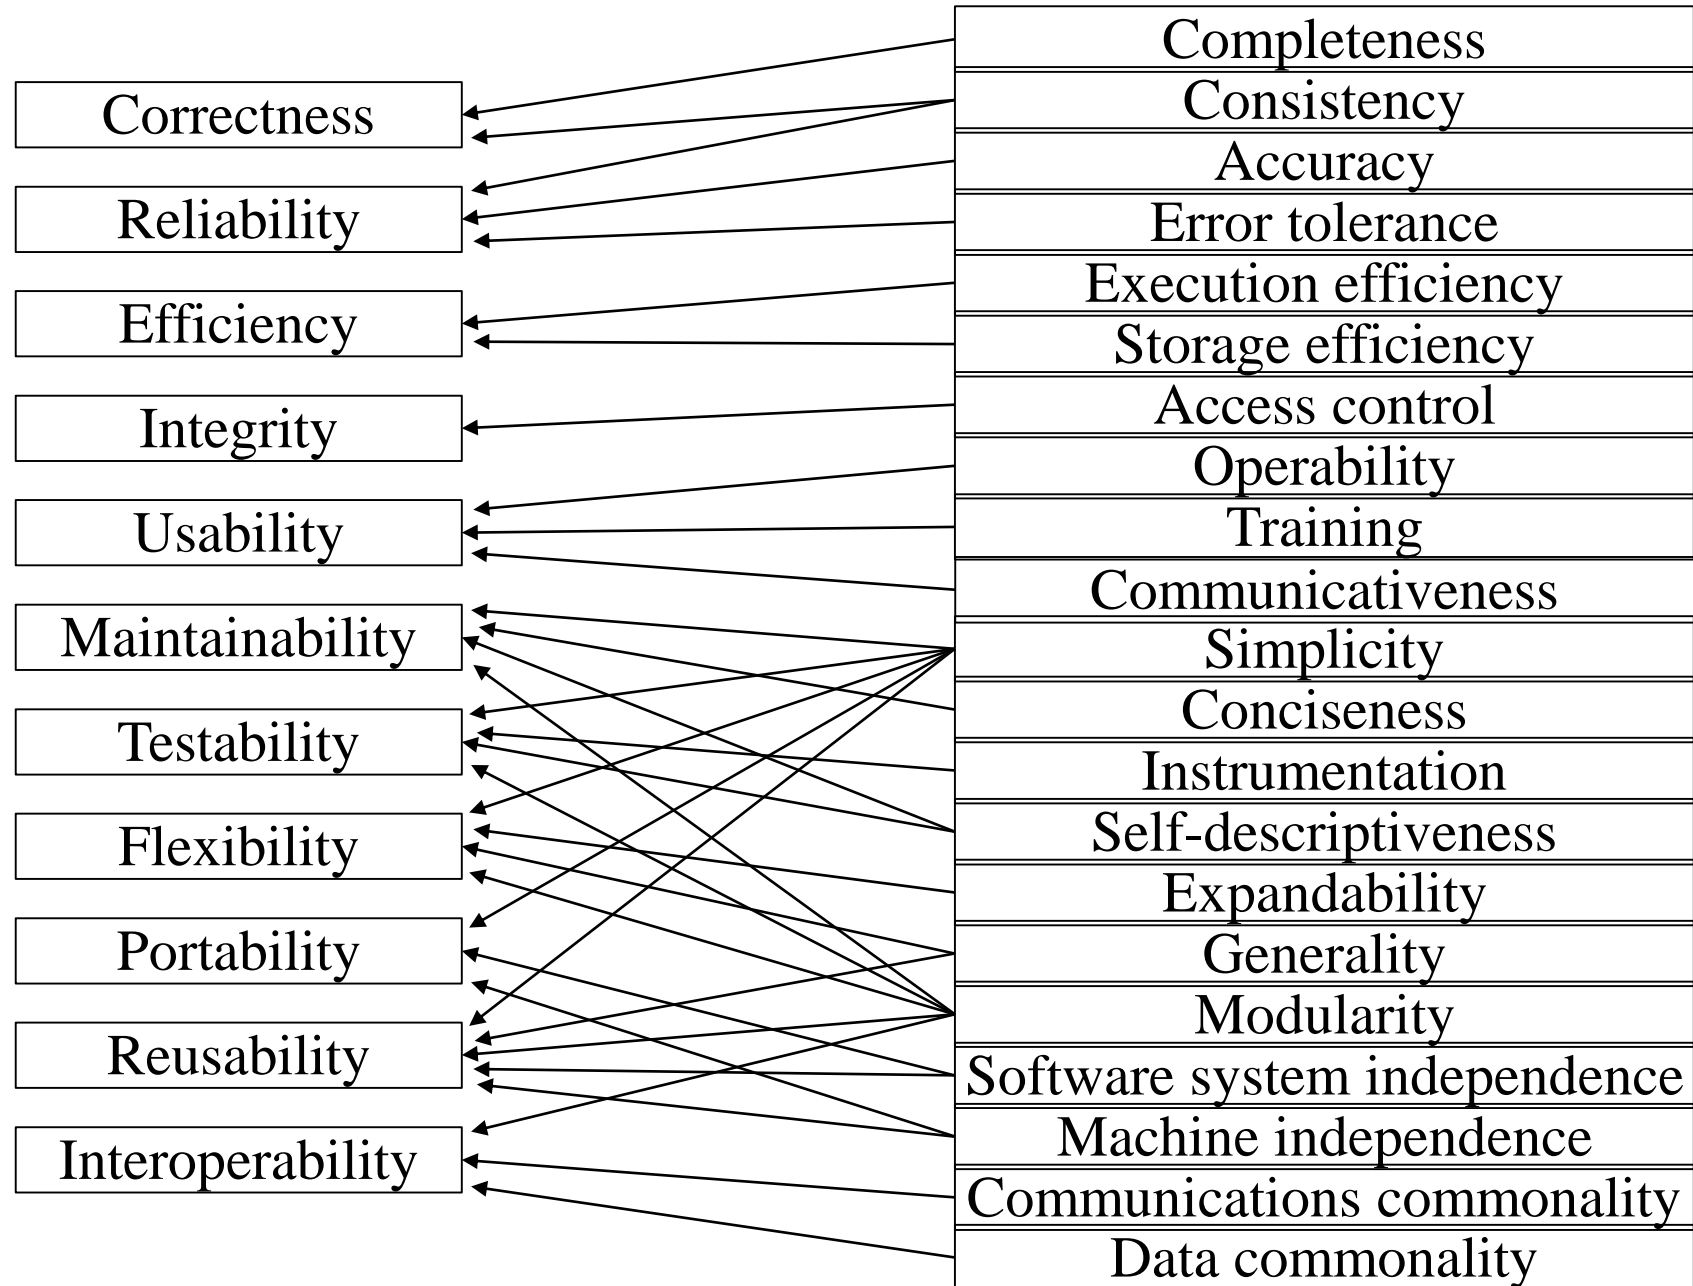 Correctness
Reliability
Efficiency
Integrity
Usability
Maintainability
Testability
Flexibility
Portability
Reusability
Interoperability
Completeness
Consistency
Accuracy
Error tolerance
Execution efficiency
Storage efficiency
Access control
Operability
Training
Communicativeness
Simplicity
Conciseness
Instrumentation
Self-descriptiveness
Expandability
Generality
Modularity
Software system independence
Machine independence
Communications commonality
Data commonality